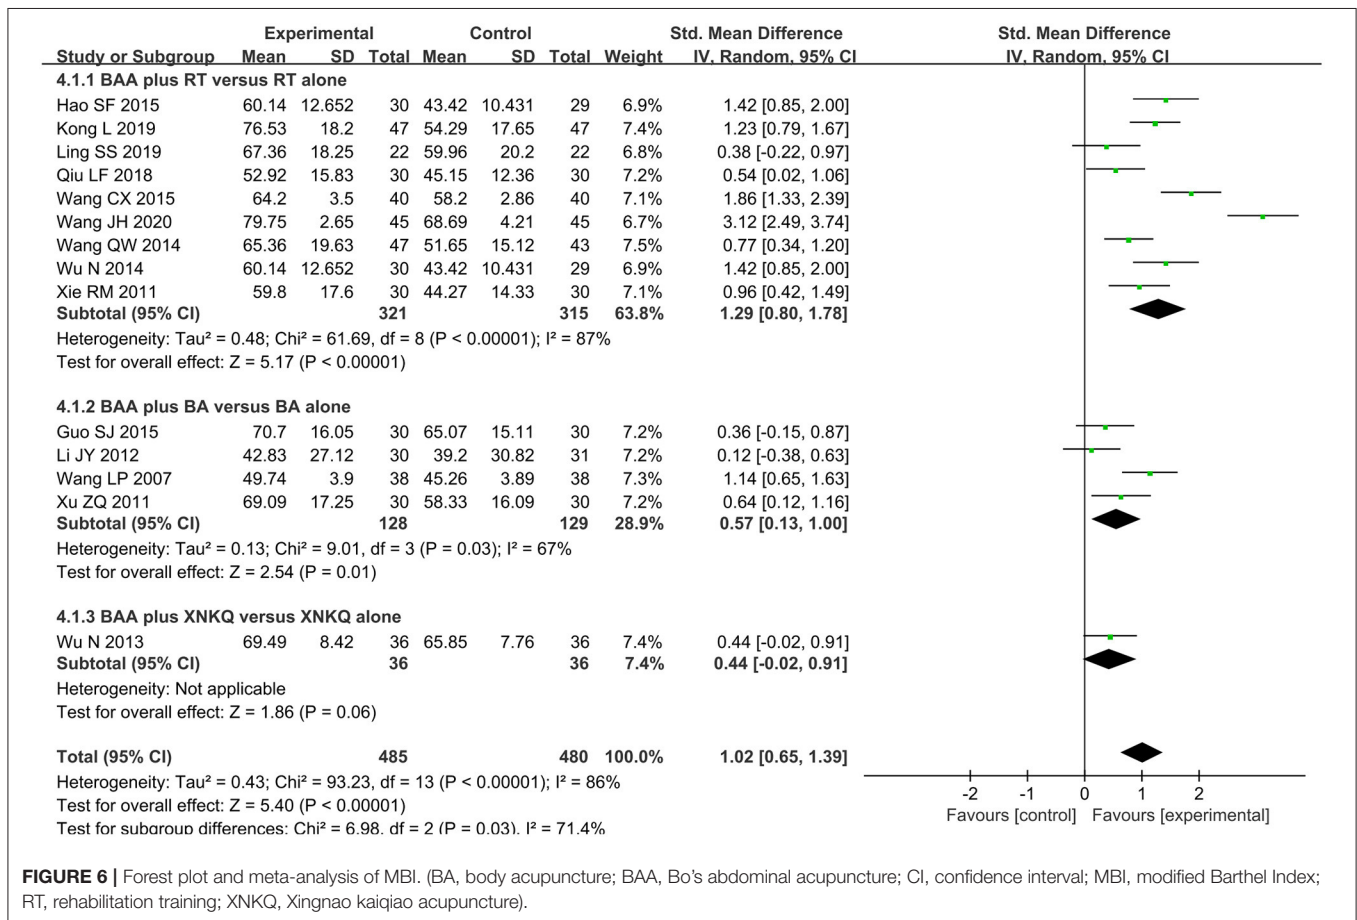 Experimental Control Std. Mean Difference Std. Mean Difference
Study or Subgroup Mean SD Total Mean SD Total Weight IV, Random, 95% CI IV, Random, 95% CI
4.1.1 BAA plus RT versus RT alone
Hao SF 2015 60.14 12.652 30 43.42 10.431 29 6.9% 1.42 [0.85, 2.00]
Kong L 2019 76.53 18.2 47 54.29 17.65 47 7.4% 1.23 [0.79, 1.67]
Ling SS 2019 67.36 18.25 22 59.96 20.2 22 6.8% 0.38 [-0.22, 0.97]
Qiu LF 2018 52.92 15.83 30 45.15 12.36 30 7.2% 0.54 [0.02, 1.06]
Wang CX 2015 64.2 3.5 40 58.2 2.86 40 7.1% 1.86 [1.33, 2.39]
Wang JH 2020 79.75 2.65 45 68.69 4.21 45 6.7% 3.12 [2.49, 3.74]
Wang QW 2014 65.36 19.63 47 51.65 15.12 43 7.5% 0.77 [0.34, 1.20]
Wu N 2014 60.14 12.652 30 43.42 10.431 29 6.9% 1.42 [0.85, 2.00]
Xie RM 2011 59.8 17.6 30 44.27 14.33 30 7.1% 0.96 [0.42, 1.49]
Subtotal (95% CI) 321 315 63.8% 1.29 [0.80, 1.78]
Heterogeneity: Tau² = 0.48; Chi² = 61.69, df = 8 (P < 0.00001); I² = 87%
Test for overall effect: Z = 5.17 (P < 0.00001)
4.1.2 BAA plus BA versus BA alone
Guo SJ 2015 70.7 16.05 30 65.07 15.11 30 7.2% 0.36 [-0.15, 0.87]
Li JY 2012 42.83 27.12 30 39.2 30.82 31 7.2% 0.12 [-0.38, 0.63]
Wang LP 2007 49.74 3.9 38 45.26 3.89 38 7.3% 1.14 [0.65, 1.63]
Xu ZQ 2011 69.09 17.25 30 58.33 16.09 30 7.2% 0.64 [0.12, 1.16]
Subtotal (95% CI) 128 129 28.9% 0.57 [0.13, 1.00]
Heterogeneity: Tau² = 0.13; Chi² = 9.01, df = 3 (P = 0.03); I² = 67%
Test for overall effect: Z = 2.54 (P = 0.01)
4.1.3 BAA plus XNKQ versus XNKQ alone
Wu N 2013 69.49 8.42 36 65.85 7.76 36 7.4% 0.44 [-0.02, 0.91]
Subtotal (95% CI) 36 36 7.4% 0.44 [-0.02, 0.91]
Heterogeneity: Not applicable
Test for overall effect: Z = 1.86 (P = 0.06)
Total (95% CI) 485 480 100.0% 1.02 [0.65, 1.39]
Heterogeneity: Tau² = 0.43; Chi² = 93.23, df = 13 (P < 0.00001); I² = 86%
Test for overall effect: Z = 5.40 (P < 0.00001)
Test for subgroup differences: Chi² = 6.98, df = 2 (P = 0.03), I² = 71.4%
-2 -1 0 1 2
Favours [control] Favours [experimental]
FIGURE 6 | Forest plot and meta-analysis of MBI. (BA, body acupuncture; BAA, Bo's abdominal acupuncture; CI, confidence interval; MBI, modified Barthel Index;
RT, rehabilitation training; XNKQ, Xingnao kaiqiao acupuncture).